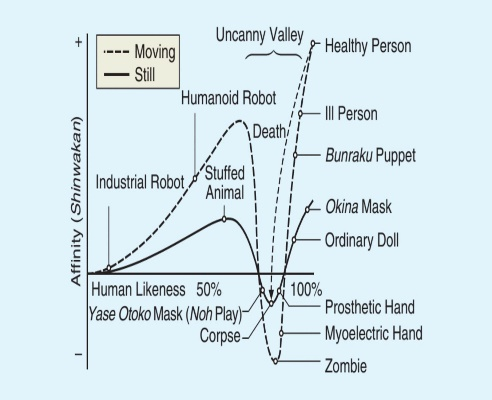 Uncanny Valley
+
Moving
Still
Healthy Person
Humanoid Robot
Ill Person
Death
Bunraku Puppet
Stuffed
Animal
Industrial Robot
Okina Mask
Ordinary Doll
Affinity (Shinwakan)
Human Likeness 50% 100%
Yase Otoko Mask (Noh Play)
Prosthetic Hand
Corpse
Myoelectric Hand
–
Zombie